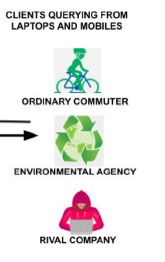 CLIENTS QUERYING FROM
LAPTOPS AND MOBILES
ORDINARY COMMUTER
ENVIRONMENTAL AGENCY
RIVAL COMPANY